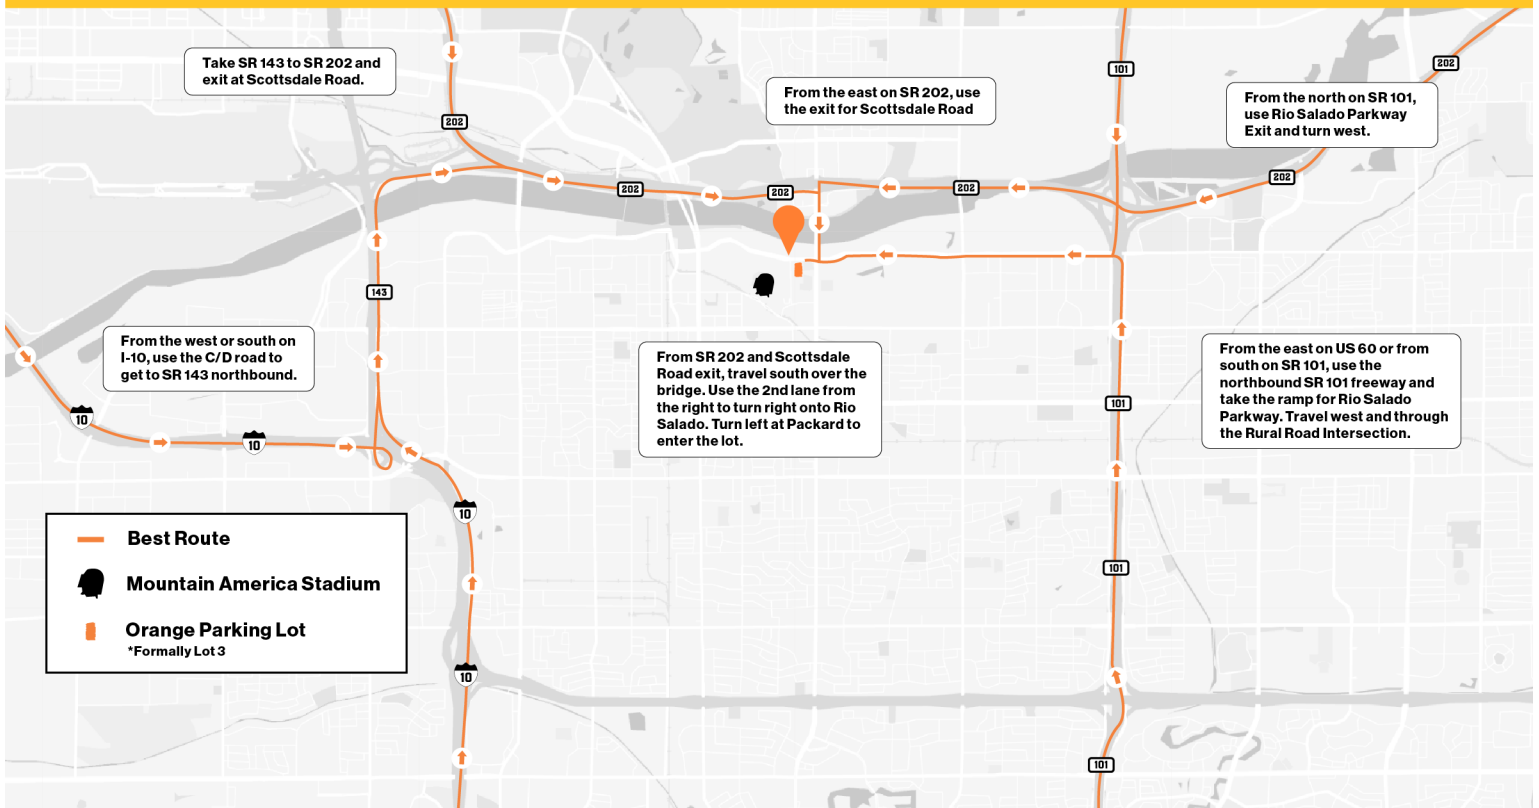 Take SR 143 to SR 202 and
exit at Scottsdale Road.
From the east on SR 202, use
the exit for Scottsdale Road
From the north on SR 101,
use Rio Salado Parkway
Exit and turn west.
101
202
202
202
202
202
202
143
From the west or south on
I-10, use the C/D road to
get to SR 143 northbound.
From SR 202 and Scottsdale
Road exit, travel south over the
bridge. Use the 2nd lane from
the right to turn right onto Rio
Salado. Turn left at Packard to
enter the lot.
From the east on US 60 or from
south on SR 101, use the
northbound SR 101 freeway and
take the ramp for Rio Salado
Parkway. Travel west and through
the Rural Road Intersection.
10
10
101
10
101
10
101
Best Route
Mountain America Stadium
Orange Parking Lot
*Formally Lot 3